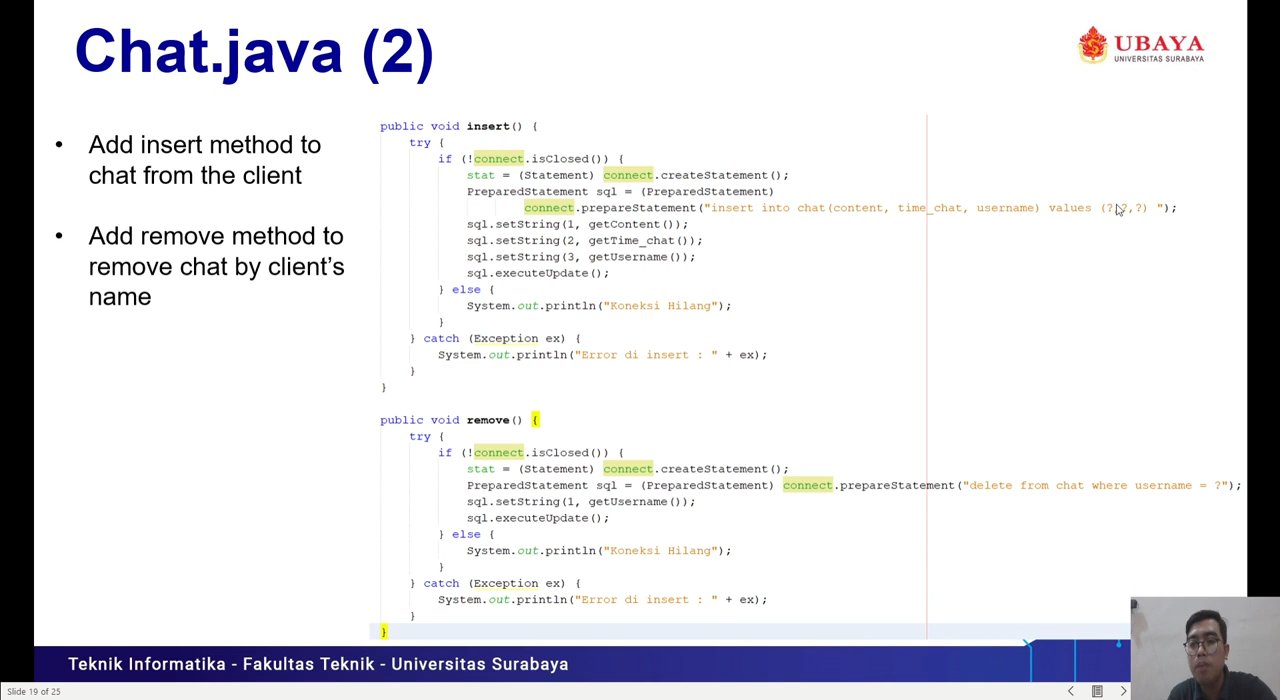 Chat.java (2)
UBAYA
UNIVERSITAS SURABAYA
• Add insert method to
chat from the client
• Add remove method to
remove chat by client's
name
public void insert() {
try {
if (!connect.isClosed()) {
stat = (Statement) connect.createStatement();
PreparedStatement sql = (PreparedStatement)
connect.prepareStatement("insert into chat(content, time_chat, username) values (?,?,?) ");
sql.setString(1, getContent());
sql.setString(2, getTime_chat());
sql.setString(3, getUsername());
sql.executeUpdate();
} else {
System.out.println("Koneksi Hilang");
}
} catch (Exception ex) {
System.out.println("Error di insert : " + ex);
}
}
public void remove() {
try {
if (!connect.isClosed()) {
stat = (Statement) connect.createStatement();
PreparedStatement sql = (PreparedStatement) connect.prepareStatement("delete from chat where username = ?");
sql.setString(1, getUsername());
sql.executeUpdate();
} else {
System.out.println("Koneksi Hilang");
}
} catch (Exception ex) {
System.out.println("Error di insert : " + ex);
}
}
Teknik Informatika - Fakultas Teknik - Universitas Surabaya
Slide 19 of 25